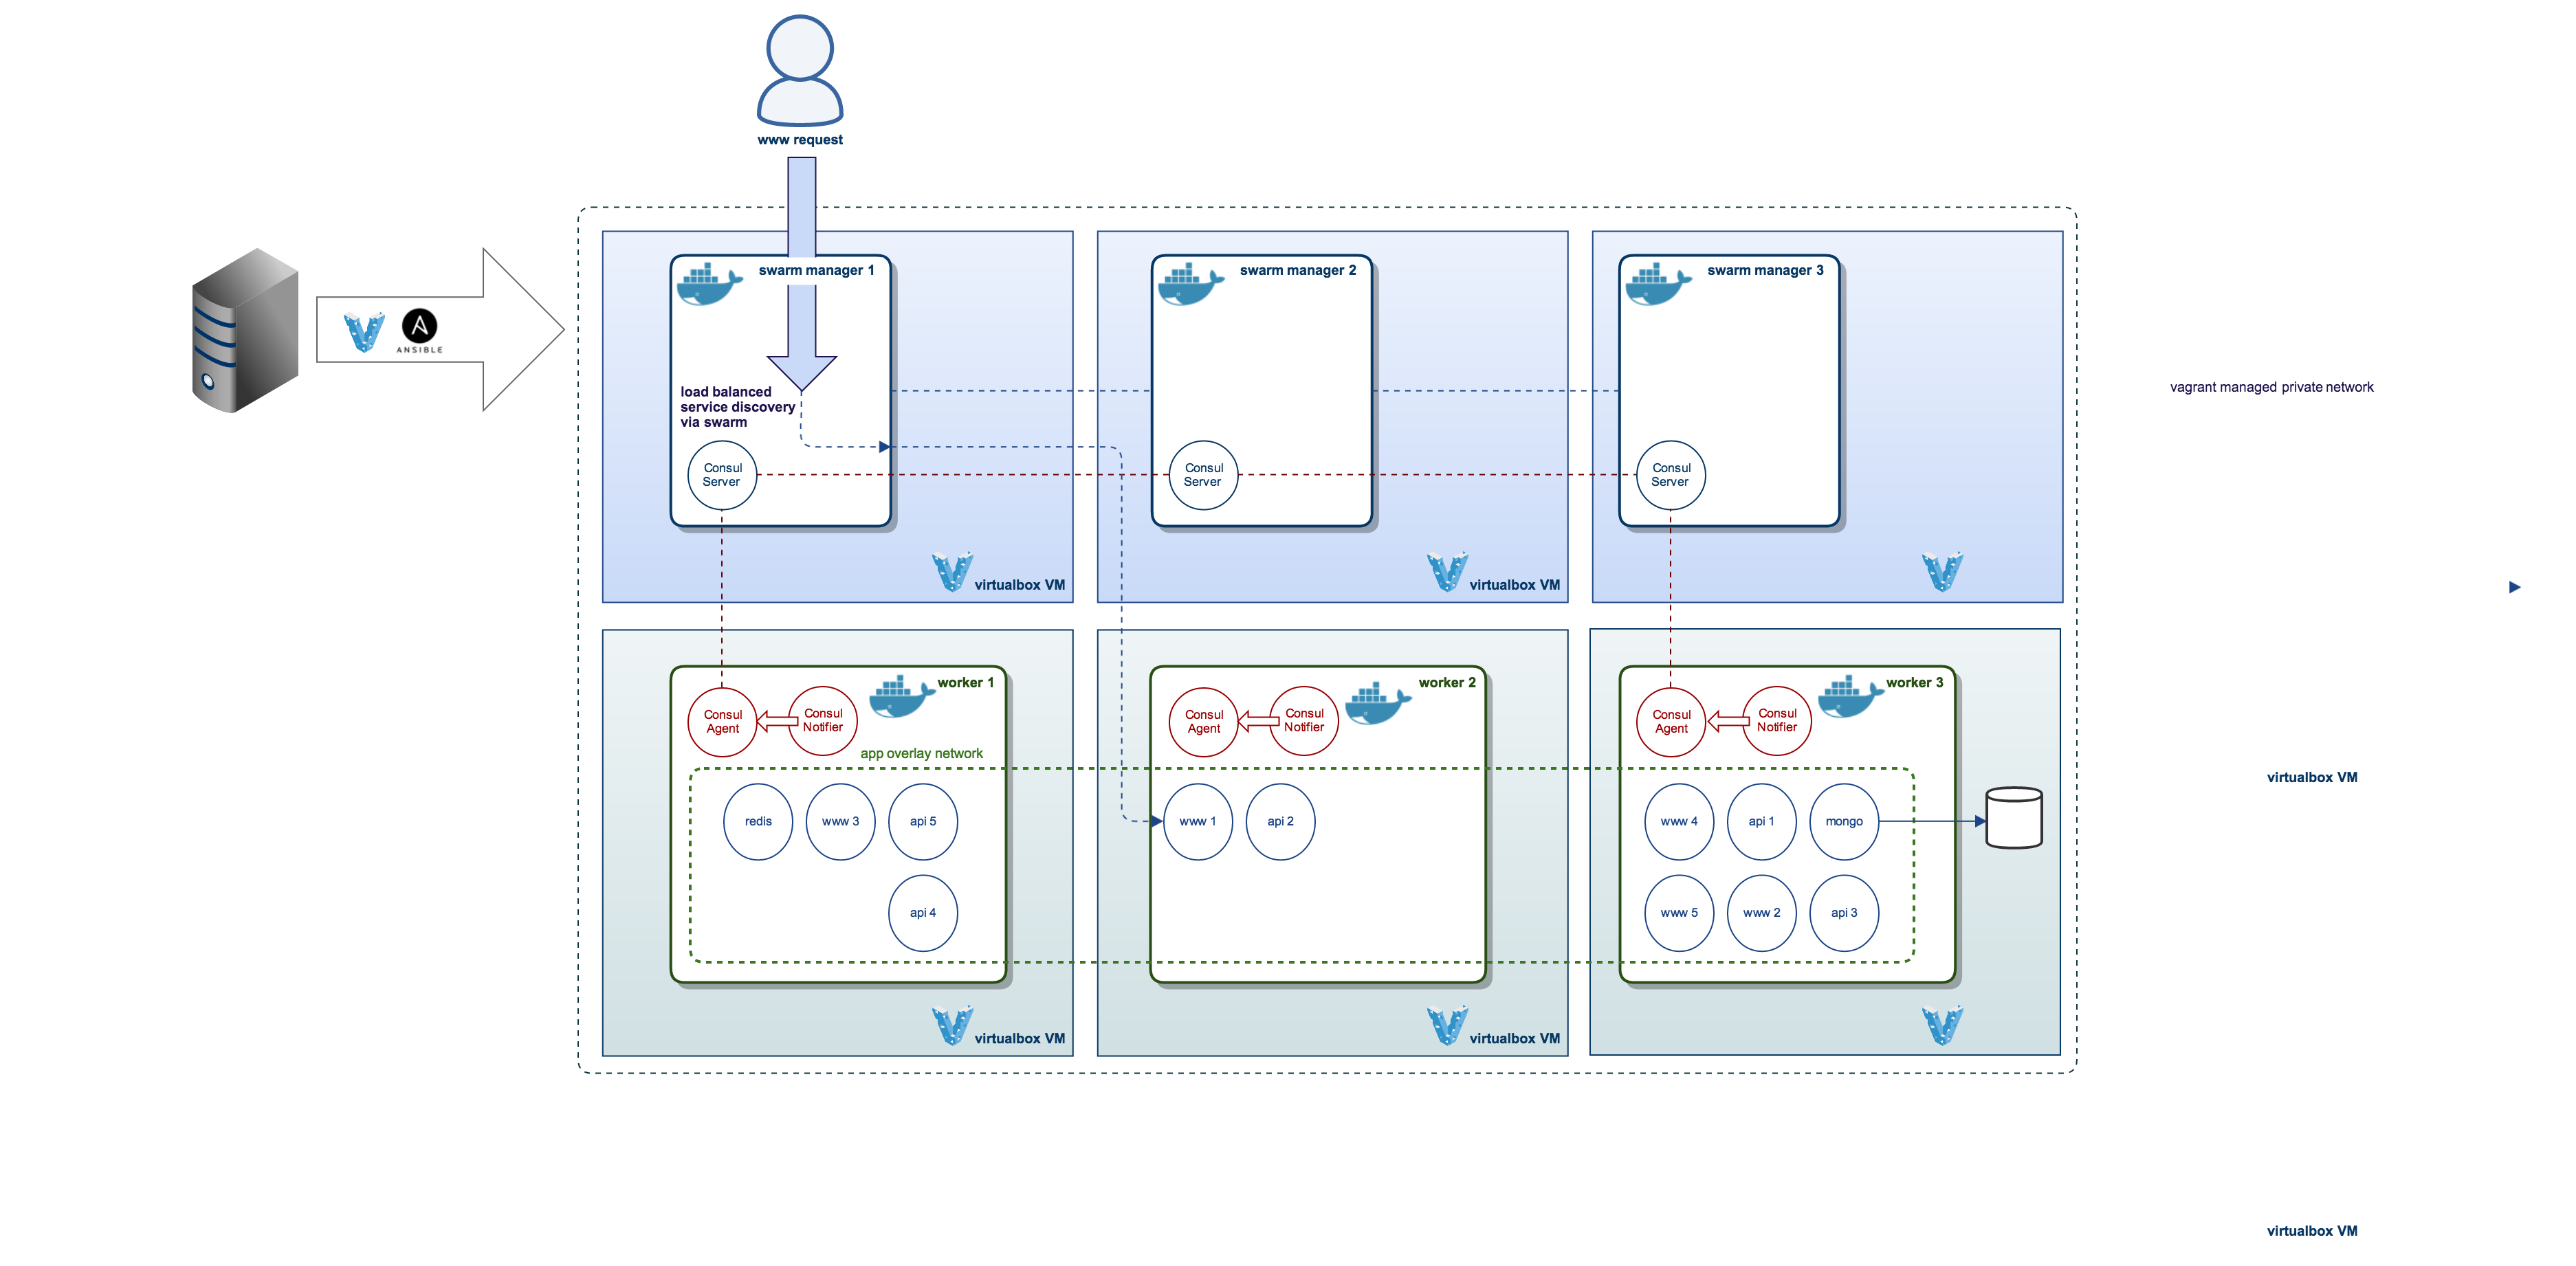 www request
swarm manager 1
swarm manager 2
swarm manager 3
ANSIBLE
load balanced
service discovery
via swarm
vagrant managed private network
Consul
Server
Consul
Server
Consul
Server
virtualbox VM
virtualbox VM
worker 1
worker 2
worker 3
Consul
Agent
Consul
Notifier
Consul
Agent
Consul
Notifier
Consul
Agent
Consul
Notifier
app overlay network
virtualbox VM
redis
www 3
api 5
www 1
api 2
www 4
api 1
mongo
api 4
www 5
www 2
api 3
virtualbox VM
virtualbox VM
virtualbox VM